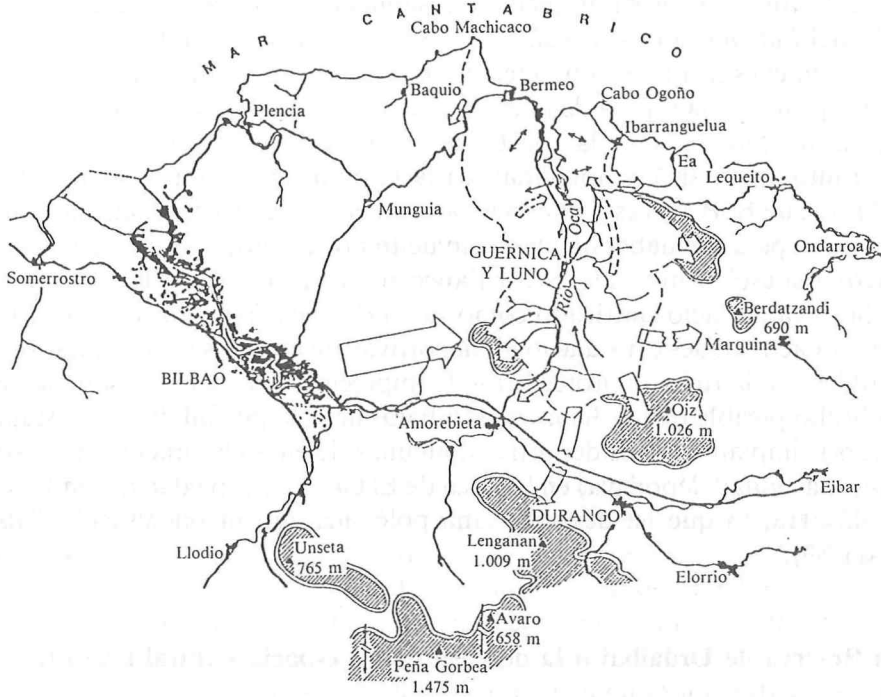 MAR CANTABRICO
Cabo Machicaco
Baquio
Bermeo
Cabo Ogoño
Plencia
Ibarranguelua
Ea
Lequeito
Munguia
Ondarroa
GUERNICA
Y LUNO
Somorrostro
Berdatzandi
690 m
Marquina
BILBAO
Oiz
1.026 m
Amorebieta
Eibar
DURANGO
Llodio
Unseta
765 m
Lenganan
1.009 m
Elorrio
Avaro
658 m
Peña Gorbea
1.475 m